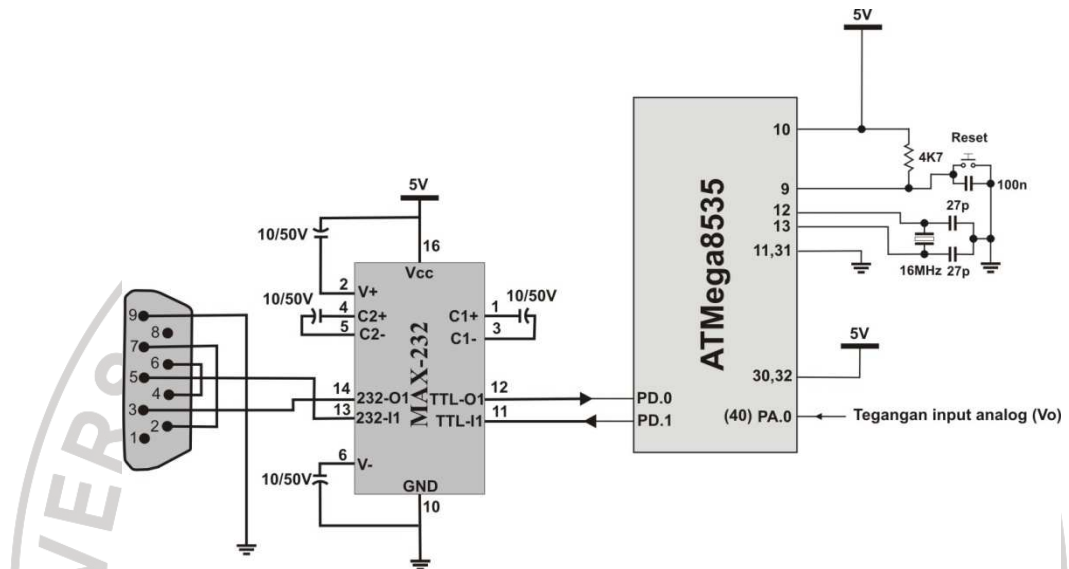 5V
10
Reset
4K7
9
100n
12
27p
13
11,31
16MHz
27p
ATMega8535
5V
30,32
PD.0
PD.1
(40) PA.0
Tegangan input analog (Vo)
5V
10/50V
16
Vcc
2
V+
10/50V
4
C2+
5
C2-
1
C1+
10/50V
3
C1-
MAX-232
14
232-O1
TTL-O1
12
13
232-I1
TTL-I1
11
6
V-
10/50V
GND
10
9
8
7
6
5
4
3
2
1
NERS